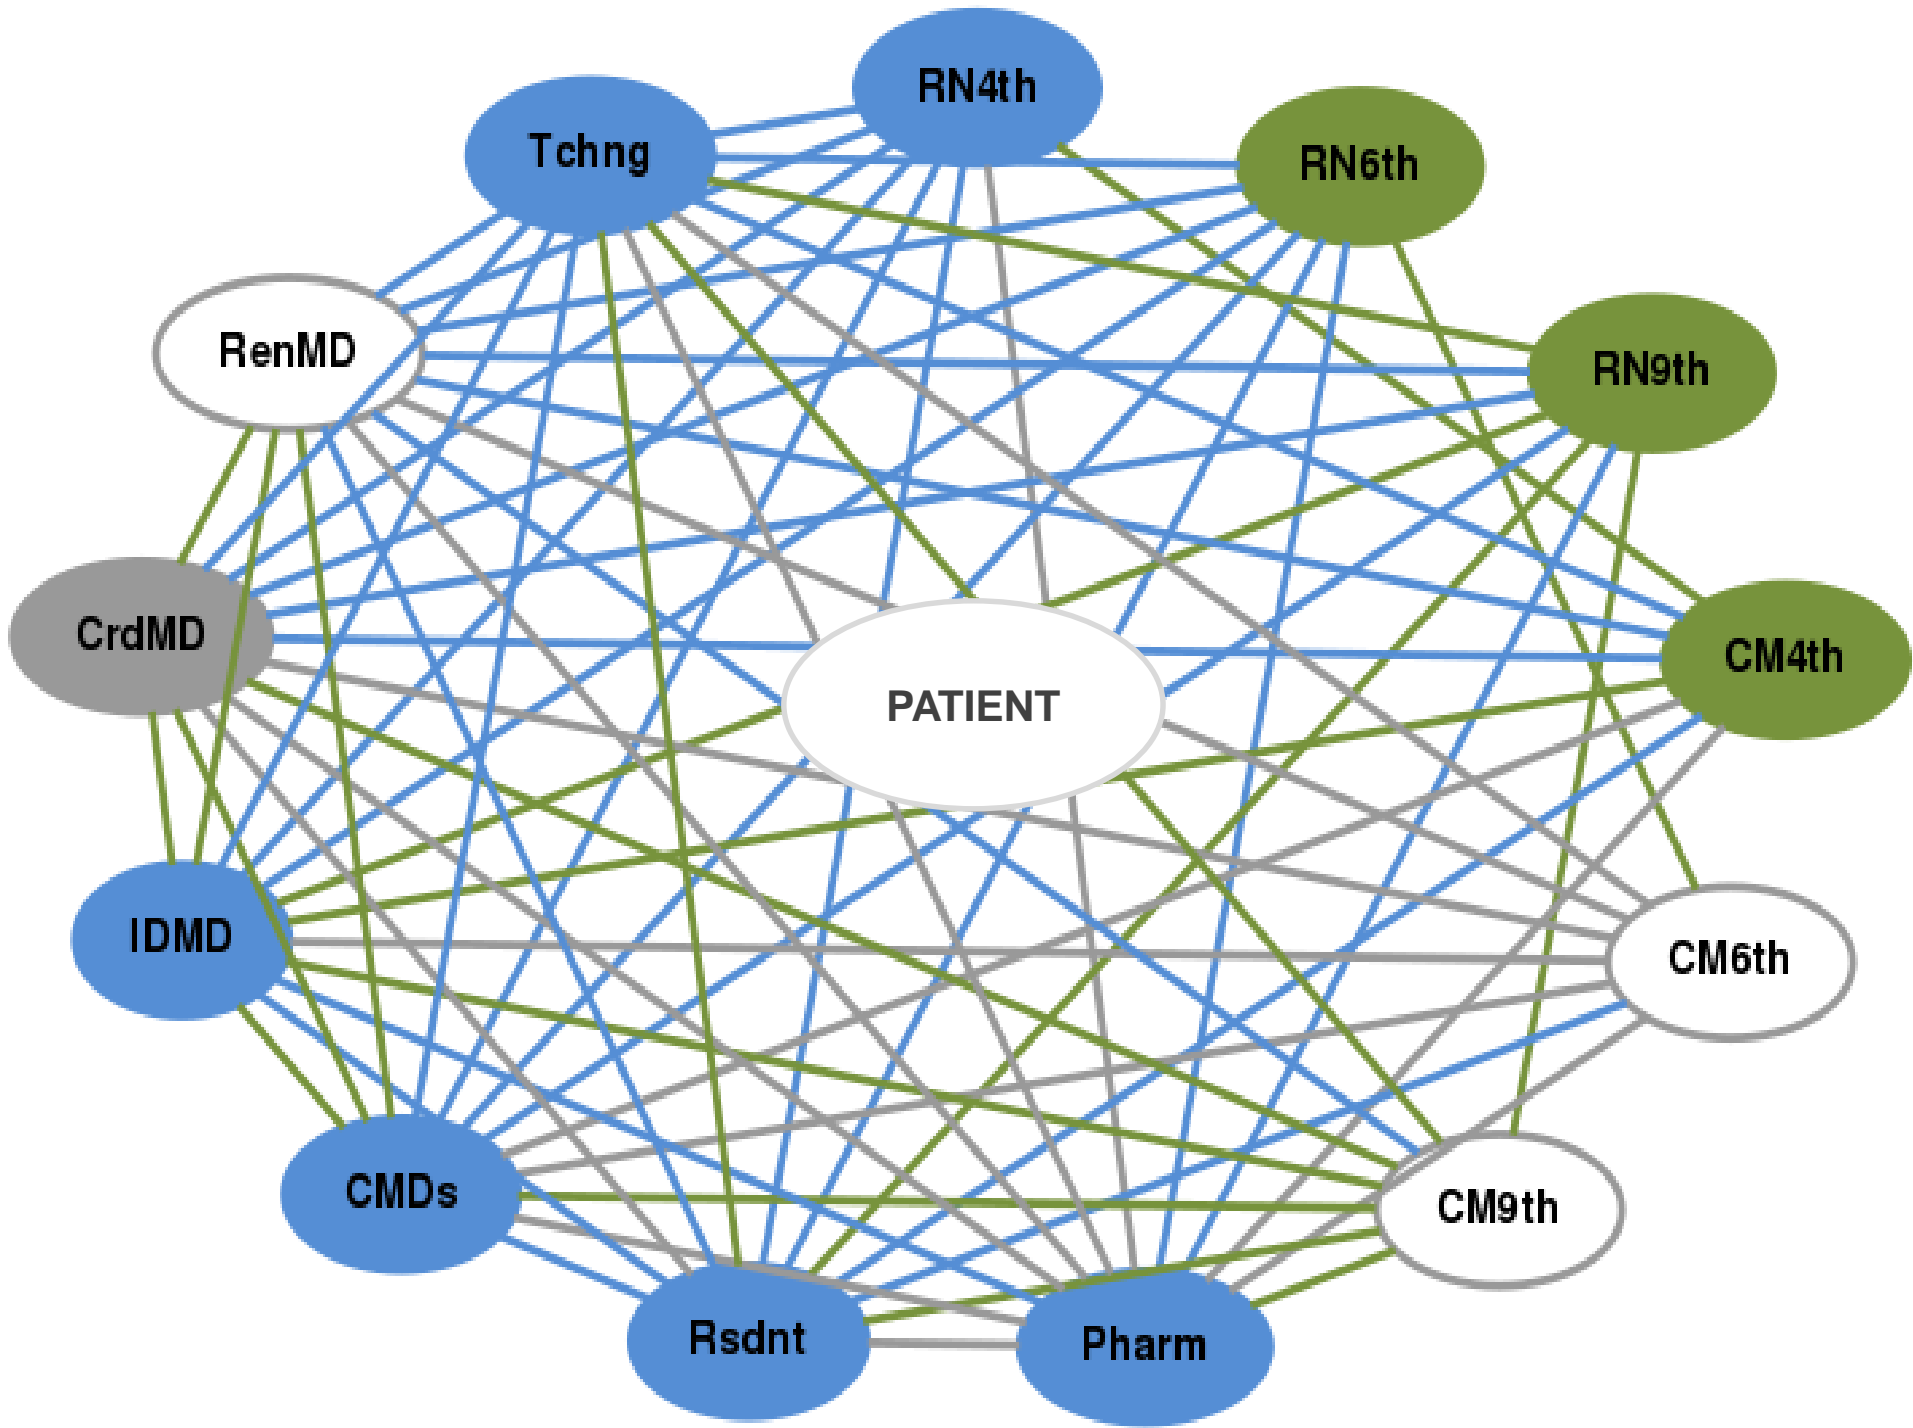 RN4th
Tchng
RN6th
RenMD
RN9th
CrdMD
CM4th
PATIENT
IDMD
CM6th
CMDs
CM9th
Rsdnt
Pharm